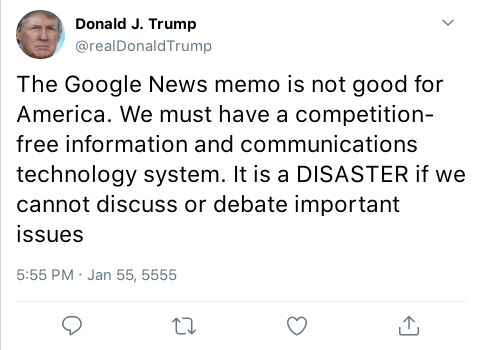 Donald J. Trump
@realDonaldTrump
The Google News memo is not good for
America. We must have a competition-
free information and communications
technology system. It is a DISASTER if we
cannot discuss or debate important
issues
5:55 PM · Jan 55, 5555